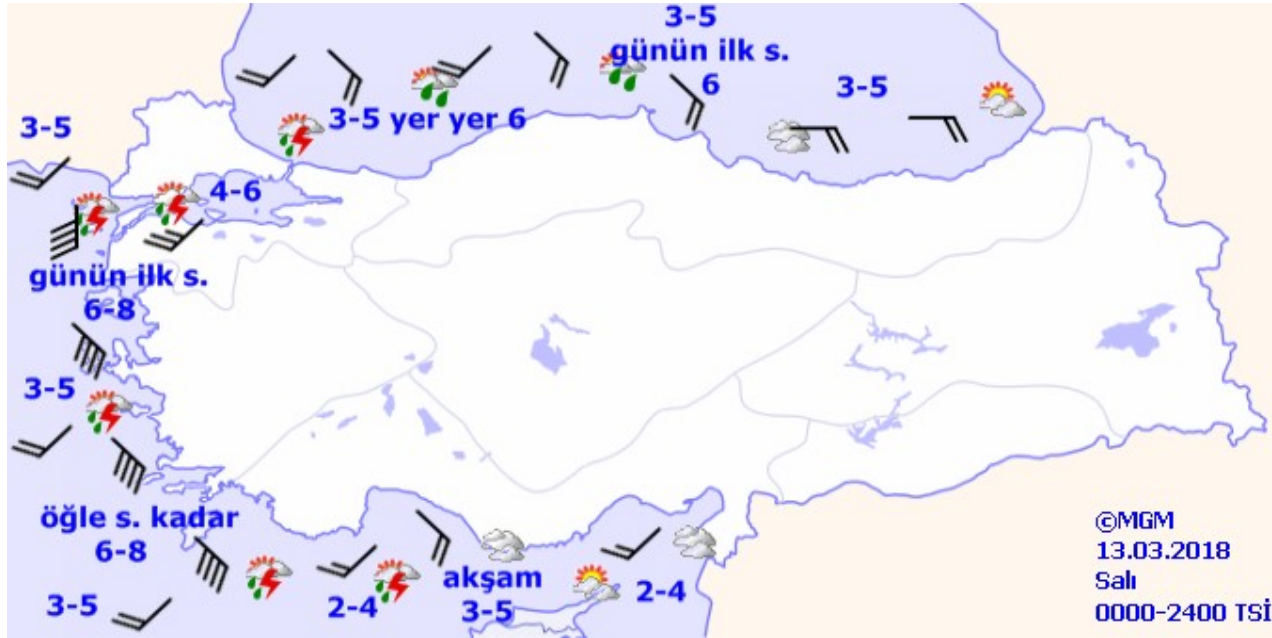 3-5
günün ilk s.
6
3-5
3-5 yer yer 6
3-5
4-6
günün ilk s.
6-8
3-5
öğle s. kadar
6-8
akşam
3-5
2-4
2-4
3-5
©MGM
13.03.2018
Salı
0000-2400 TSİ